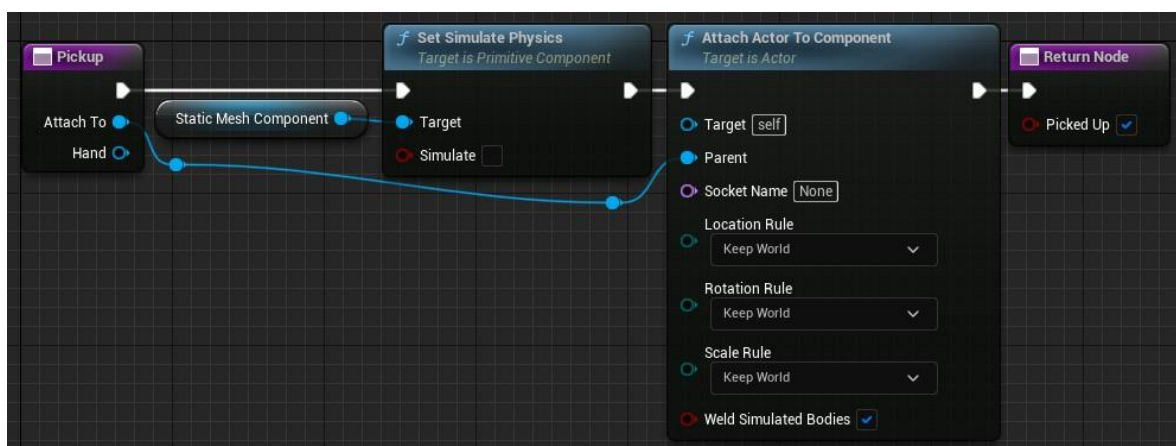 Pickup
Attach To
Hand
Static Mesh Component
f Set Simulate Physics
Target is Primitive Component
Target
Simulate
f Attach Actor To Component
Target is Actor
Target self
Parent
Socket Name None
Location Rule
Keep World
Rotation Rule
Keep World
Scale Rule
Keep World
Weld Simulated Bodies
Return Node
Picked Up